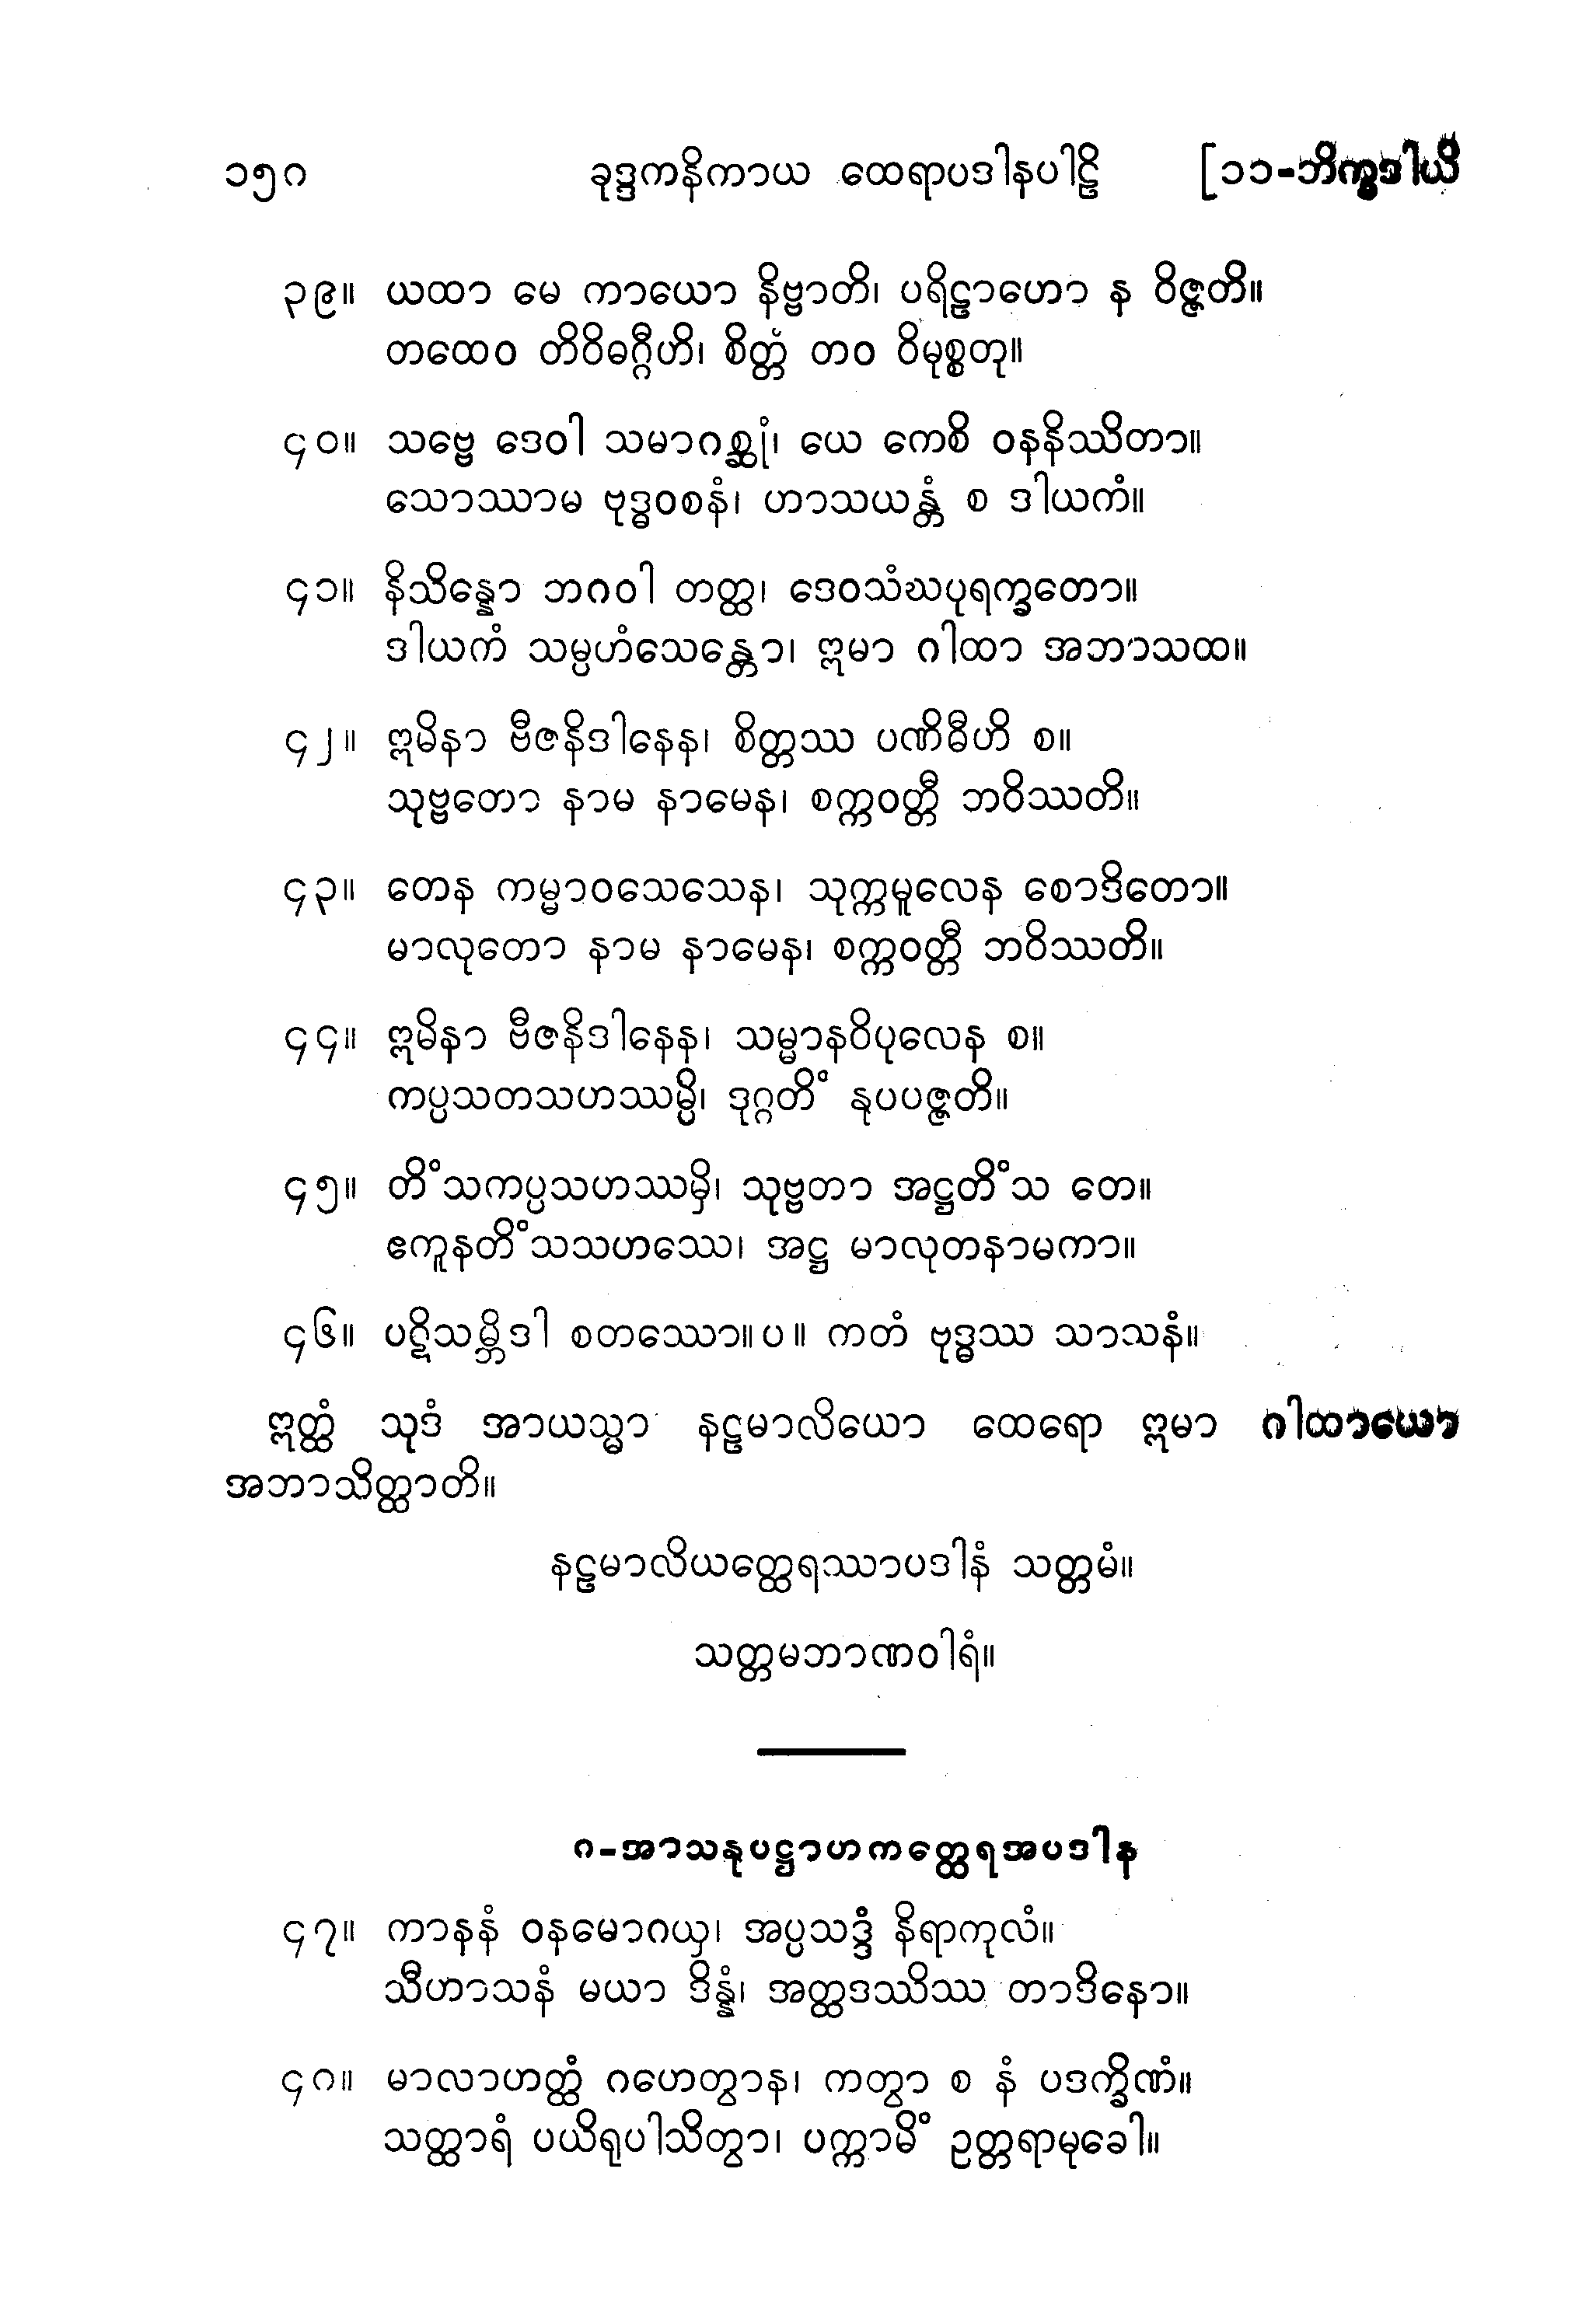 ၁၅၈ ခုဒ္ဒကနိကာယ ထေရာပဒါနပါဠိ [၁၁-ဘိက္ခဒါယိ
၃၉။ ယထာ မေ ကာယော နိဗ္ဗာတိ၊ ပရိဠာဟော န ဝိဇ္ဇတိ။
တထေဝ တိဝိဓဂ္ဂီဟိ၊ စိတ္တံ တဝ ဝိမုစ္စတု။
၄၀။ သဗ္ဗေ ဒေဝါ သမာဂစ္ဆုံ၊ ယေ ကေစိ ဝနနိဿိတာ။
သောဿာမ ဗုဒ္ဓဝစနံ၊ ဟာသယန္တံ စ ဒါယကံ။
၄၁။ နိသိန္နော ဘဂဝါ တတ္ထ၊ ဒေဝသံဃပုရက္ခတော။
ဒါယကံ သမ္ပဟံသေန္တော၊ ဣမာ ဂါထာ အဘာသထ။
၄၂။ ဣမိနာ ဗီဇနိဒါနေန၊ စိတ္တဿ ပဏိဓီဟိ စ။
သုဗ္ဗတော နာမ နာမေန၊ စက္ကဝတ္တီ ဘဝိဿတိ။
၄၃။ တေန ကမ္မာဝသေသေန၊ သုက္ကမူလေန စောဒိတော။
မာလုတော နာမ နာမေန၊ စက္ကဝတ္တီ ဘဝိဿတိ။
၄၄။ ဣမိနာ ဗီဇနိဒါနေန၊ သမ္မာနဝိပုလေန စ။
ကပ္ပသတသဟဿမ္ပိ၊ ဒုဂ္ဂတိံ နုပပဇ္ဇတိ။
၄၅။ တိံသကပ္ပသဟဿမှိ၊ သုဗ္ဗတာ အဋ္ဌတိံသ တေ။
ဧကူနတိံသသဟဿေ၊ အဋ္ဌ မာလုတနာမကာ။
၄၆။ ပဋိသမ္ဘိဒါ စတဿော။ပ။ ကတံ ဗုဒ္ဓဿ သာသနံ။
ဣတ္ထံ သုဒံ အာယသ္မာ နဠမာလိယော ထေရော ဣမာ ဂါထာယော
အဘာသိတ္ထာတိ။
နဠမာလိယတ္ထေရဿာပဒါနံ သတ္တမံ။
သတ္တမဘာဏဝါရံ။
၈-အာသနုပဋ္ဌာဟကတ္ထေရအပဒါန
၄၇။ ကာနနံ ဝနမောဂယှ၊ အပ္ပသဒ္ဒံ နိရာကုလံ။
သီဟာသနံ မယာ ဒိန္နံ၊ အတ္ထဒဿိဿ တာဒိနော။
၄၈။ မာလာဟတ္ထံ ဂဟေတွာန၊ ကတွာ စ နံ ပဒက္ခိဏံ။
သတ္ထာရံ ပယိရုပါသိတွာ၊ ပက္ကာမိံ ဥတ္တရာမုခေါ။